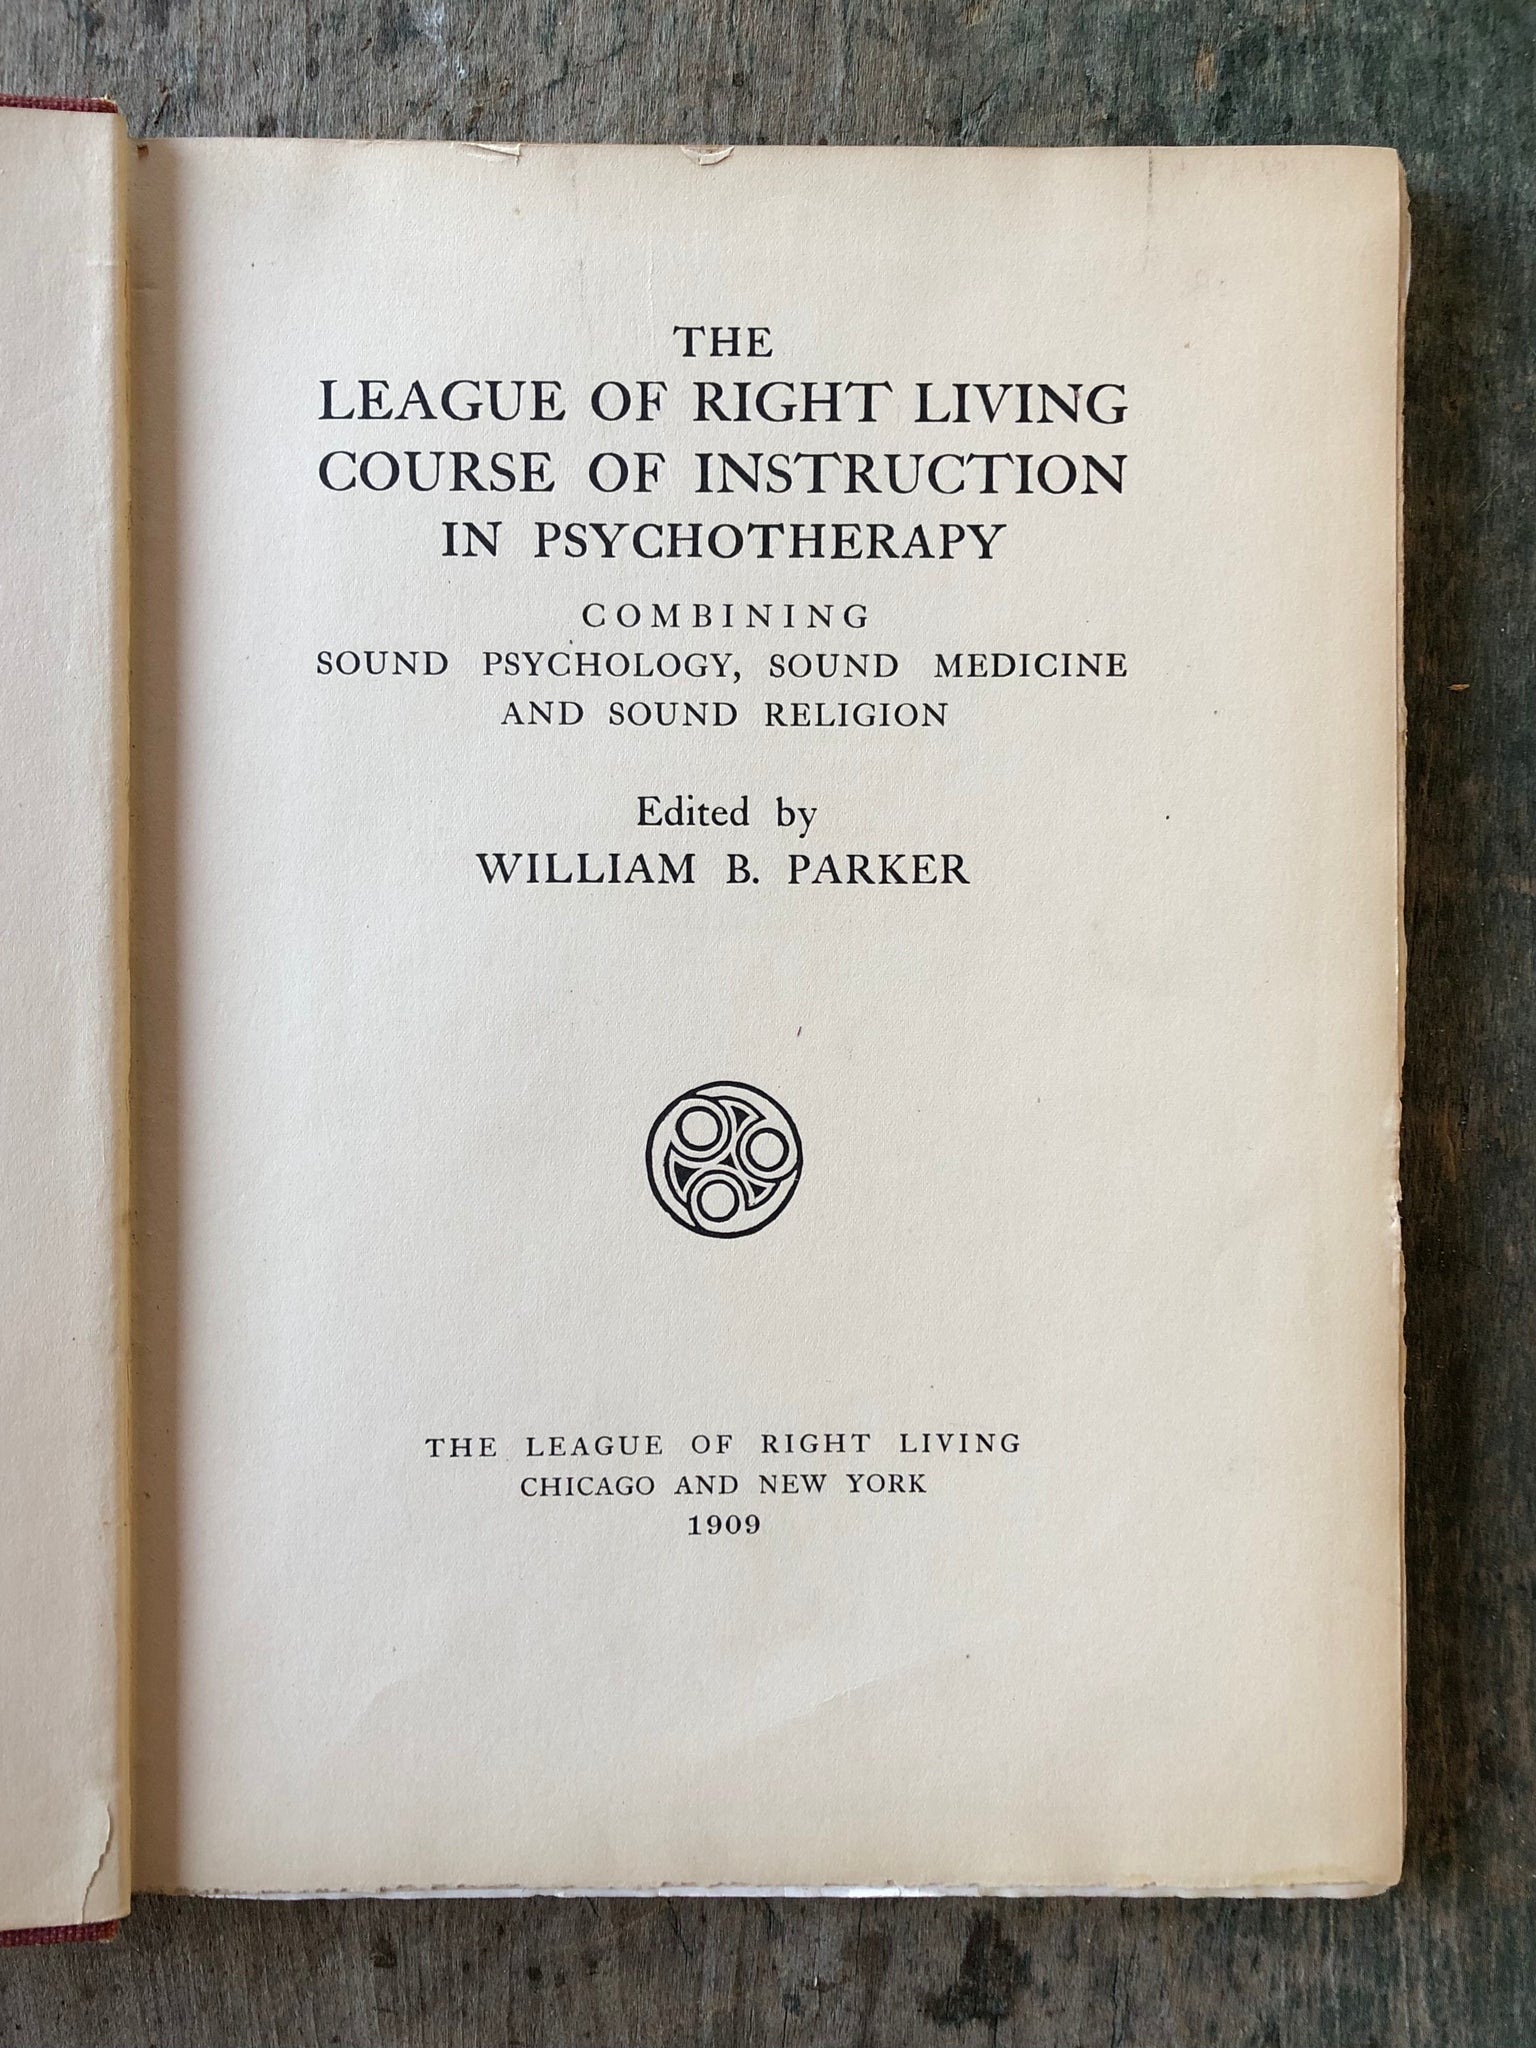 THE
LEAGUE OF RIGHT LIVING
COURSE OF INSTRUCTION
IN PSYCHOTHERAPY
COMBINING
SOUND PSYCHOLOGY, SOUND MEDICINE
AND SOUND RELIGION
Edited by
WILLIAM B. PARKER
THE LEAGUE OF RIGHT LIVING
CHICAGO AND NEW YORK
1909